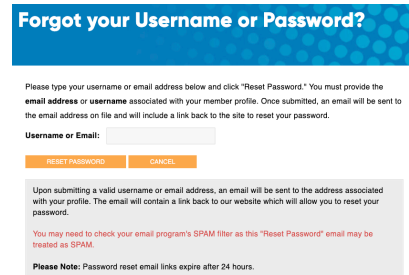 Forgot your Username or Password?
Please type your username or email address below and click "Reset Password." You must provide the
email address or username associated with your member profile. Once submitted, an email will be sent to
the email address on file and will include a link back to the site to reset your password.
Username or Email:
RESET PASSWORD CANCEL
Upon submitting a valid username or email address, an email will be sent to the address associated
with your profile. The email will contain a link back to our website which will allow you to reset your
password.
You may need to check your email program's SPAM filter as this "Reset Password" email may be
treated as SPAM.
Please Note: Password reset email links expire after 24 hours.